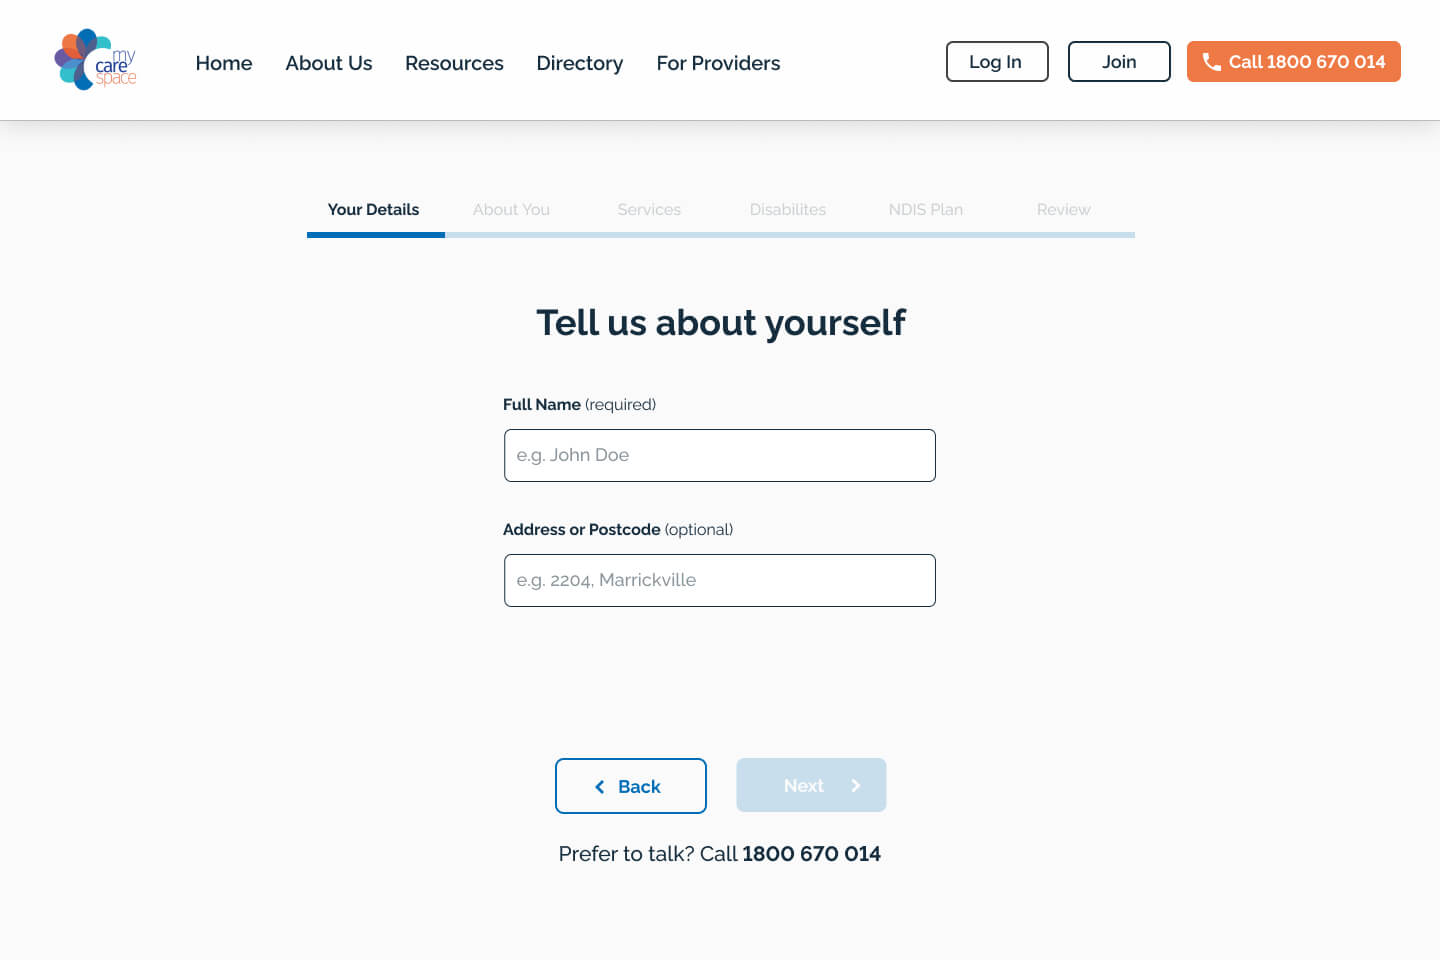 my
care
space
Home About Us Resources Directory For Providers Log In Join Call 1800 670 014
Your Details About You Services Disabilites NDIS Plan Review
Tell us about yourself
Full Name (required)
e.g. John Doe
Address or Postcode (optional)
e.g. 2204, Marrickville
Back Next
Prefer to talk? Call 1800 670 014